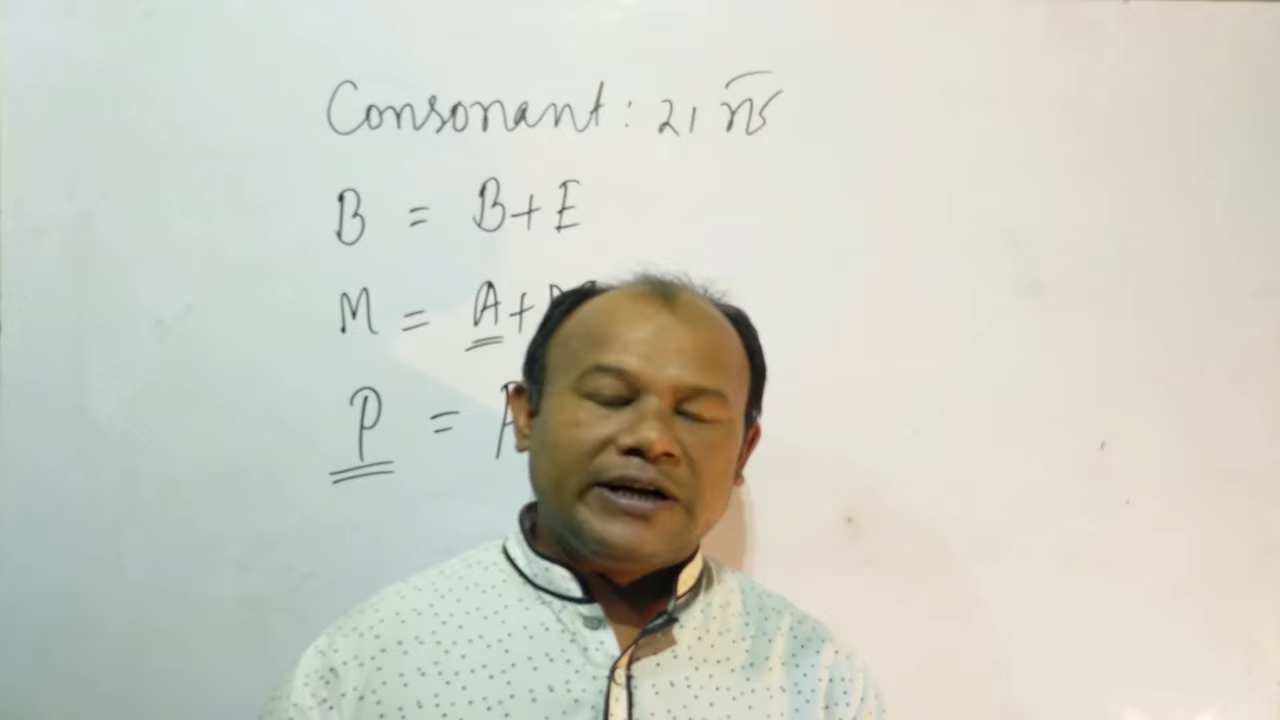 Consonant: 21 টি
B = B+E
M = A+
P =